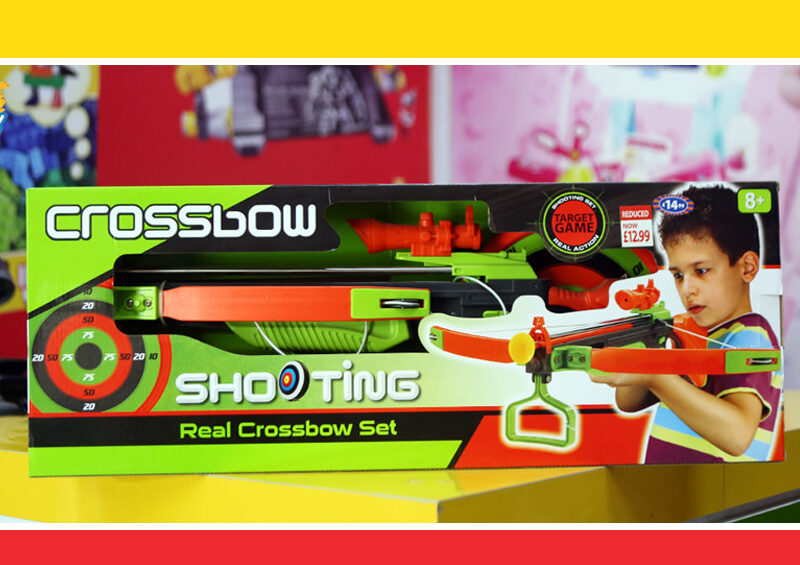 CROSSBOW
SHOOTING SET
TARGET
GAME
REAL ACTION
REDUCED
NOW
£12.99
£14.99
8+
10
20
50
75
20 50 75 75 50 20 10
75
50
20
SHOOTING
Real Crossbow Set